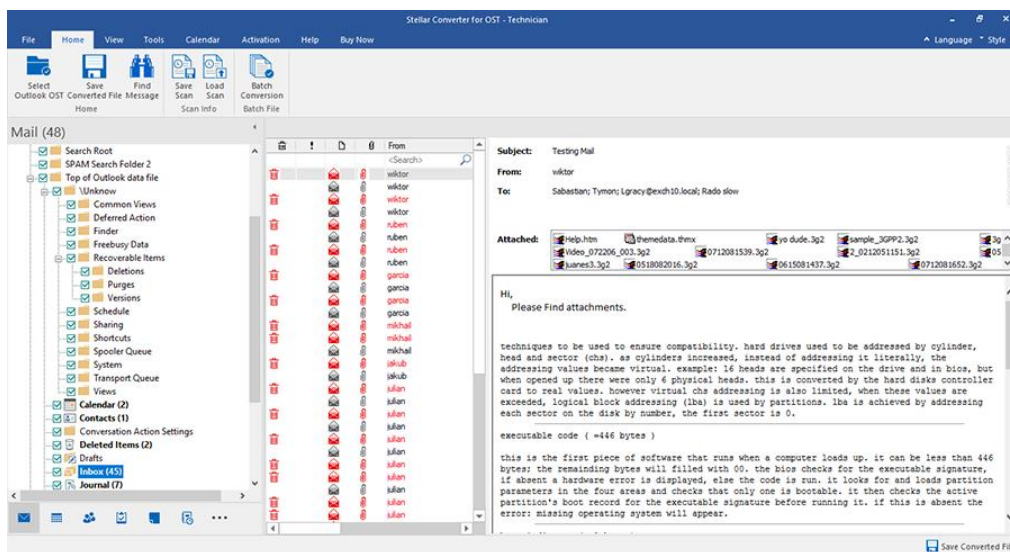 Stellar Converter for OST - Technician
File Home View Tools Calendar Activation Help Buy Now
Language Style
Select Outlook OST
Save Converted File
Find Message
Save Scan
Load Scan
Batch Conversion
Home Scan Info Batch File
Mail (48)
Search Root
SPAM Search Folder 2
Top of Outlook data file
\Unknow
Common Views
Deferred Action
Finder
Freebusy Data
Recoverable Items
Deletions
Purges
Versions
Schedule
Sharing
Shortcuts
Spooler Queue
System
Transport Queue
Views
Calendar (2)
Contacts (1)
Conversation Action Settings
Deleted Items (2)
Drafts
Inbox (45)
Journal (7)
From
<Search>
wiktor
wiktor
wiktor
wiktor
ruben
ruben
ruben
ruben
garcia
garcia
garcia
garcia
mikhail
mikhail
mikhail
jakub
jakub
julian
julian
julian
julian
julian
julian
julian
julian
julian
julian
julian
Subject: Testing Mail
From: wiktor
To: Sabastian; Tymon; Lgracy@exch10.local; Rado slow
Attached: Help.htm themedata.thmx yo dude.3g2 sample_3GPP2.3g2 3g
Video_072206_003.3g2 0712081539.3g2 2_0212051151.3g2 05
juanes3.3g2 0518082016.3g2 0615081437.3g2 0712081652.3g2
Hi,
Please Find attachments.
techniques to be used to ensure compatibility. hard drives used to be addressed by cylinder,
head and sector (chs). as cylinders increased, instead of addressing it literally, the
addressing values became virtual. example: 16 heads are specified on the drive and in bios, but
when opened up there were only 6 physical heads. this is converted by the hard disks controller
card to real values. however virtual chs addressing is also limited, when these values are
exceeded, logical block addressing (lba) is used by partitions. lba is achieved by addressing
each sector on the disk by number, the first sector is 0.
executable code ( =446 bytes )
this is the first piece of software that runs when a computer loads up. it can be less than 446
bytes; the remaining bytes will filled with 00. the bios checks for the executable signature,
if absent a hardware error is displayed, else the code is run. it looks for and loads partition
parameters in the four areas and checks that only one is bootable. it then checks the active
partition's boot record for the executable signature before running it. if this is absent the
error: missing operating system will appear.
Save Converted Fil